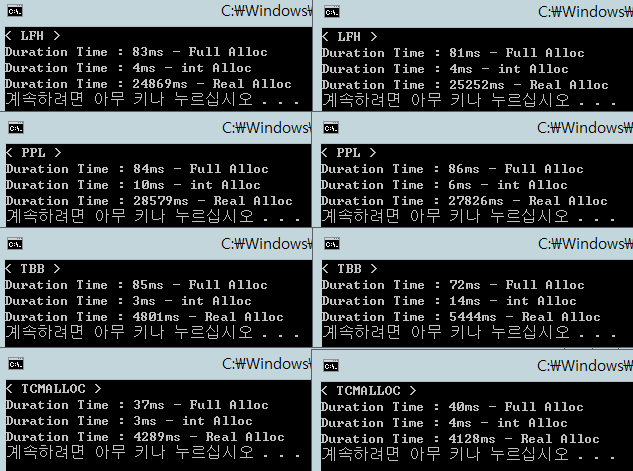 C:\Windows\
< LFH >
Duration Time : 83ms - Full Alloc
Duration Time : 4ms - int Alloc
Duration Time : 24869ms - Real Alloc
계속하려면 아무 키나 누르십시오 . . .
C:\Windows\
< LFH >
Duration Time : 81ms - Full Alloc
Duration Time : 4ms - int Alloc
Duration Time : 25252ms - Real Alloc
계속하려면 아무 키나 누르십시오 . . .
C:\Windows\
< PPL >
Duration Time : 84ms - Full Alloc
Duration Time : 10ms - int Alloc
Duration Time : 28579ms - Real Alloc
계속하려면 아무 키나 누르십시오 . . .
C:\Windows\
< PPL >
Duration Time : 86ms - Full Alloc
Duration Time : 6ms - int Alloc
Duration Time : 27826ms - Real Alloc
계속하려면 아무 키나 누르십시오 . . .
C:\Windows\
< TBB >
Duration Time : 85ms - Full Alloc
Duration Time : 3ms - int Alloc
Duration Time : 4801ms - Real Alloc
계속하려면 아무 키나 누르십시오 . . .
C:\Windows\
< TBB >
Duration Time : 72ms - Full Alloc
Duration Time : 14ms - int Alloc
Duration Time : 5444ms - Real Alloc
계속하려면 아무 키나 누르십시오 . . .
C:\Windows\
< TCMALLOC >
Duration Time : 37ms - Full Alloc
Duration Time : 3ms - int Alloc
Duration Time : 4289ms - Real Alloc
계속하려면 아무 키나 누르십시오 . . .
C:\Windows\
< TCMALLOC >
Duration Time : 40ms - Full Alloc
Duration Time : 4ms - int Alloc
Duration Time : 4128ms - Real Alloc
계속하려면 아무 키나 누르십시오 . . .